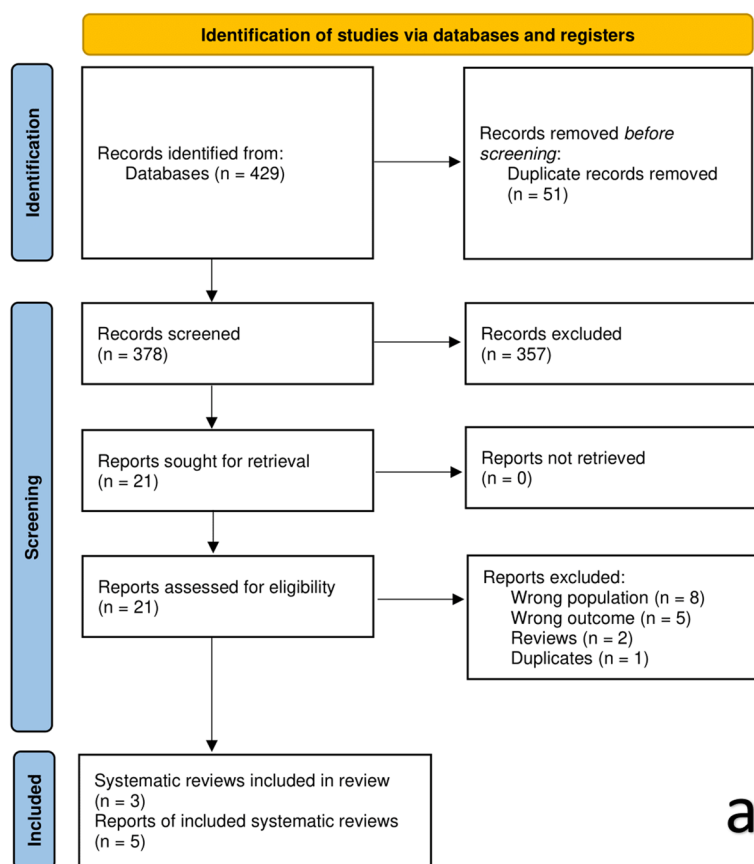 Identification of studies via databases and registers
Identification
Records identified from:
Databases (n = 429)
Records removed before
screening:
Duplicate records removed
(n = 51)
Screening
Records screened
(n = 378)
Records excluded
(n = 357)
Reports sought for retrieval
(n = 21)
Reports not retrieved
(n = 0)
Reports assessed for eligibility
(n = 21)
Reports excluded:
Wrong population (n = 8)
Wrong outcome (n = 5)
Reviews (n = 2)
Duplicates (n = 1)
Included
Systematic reviews included in review
(n = 3)
Reports of included systematic reviews
(n = 5)
a